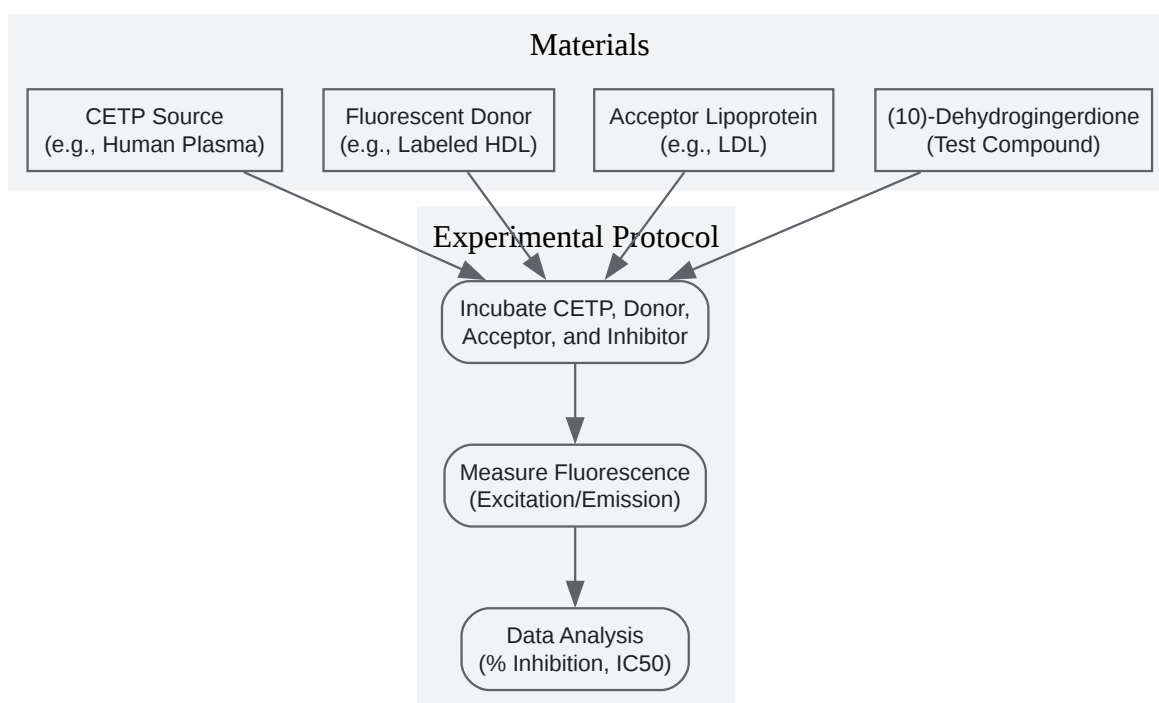 Materials
CETP Source
(e.g., Human Plasma)
Fluorescent Donor
(e.g., Labeled HDL)
Acceptor Lipoprotein
(e.g., LDL)
(10)-Dehydrogingerdione
(Test Compound)
Experimental Protocol
Incubate CETP, Donor,
Acceptor, and Inhibitor
Measure Fluorescence
(Excitation/Emission)
Data Analysis
(% Inhibition, IC50)